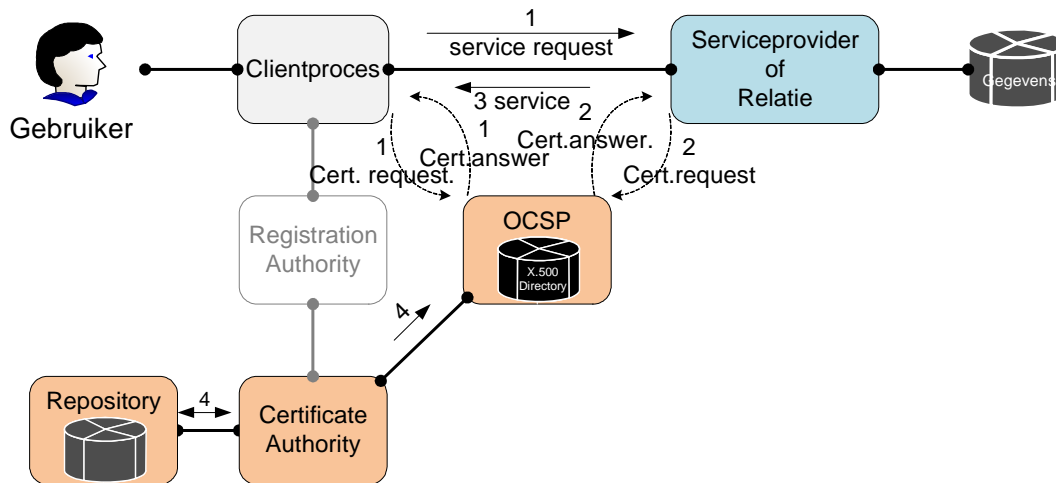 1
service request
Clientproces
Serviceprovider
of
Relatie
Gegevens
Gebruiker
3 service
1
Cert. request.
1
Cert.answer
2
Cert.answer.
2
Cert.request
Registration
Authority
OCSP
X.500
Directory
4
Repository
4
Certificate
Authority